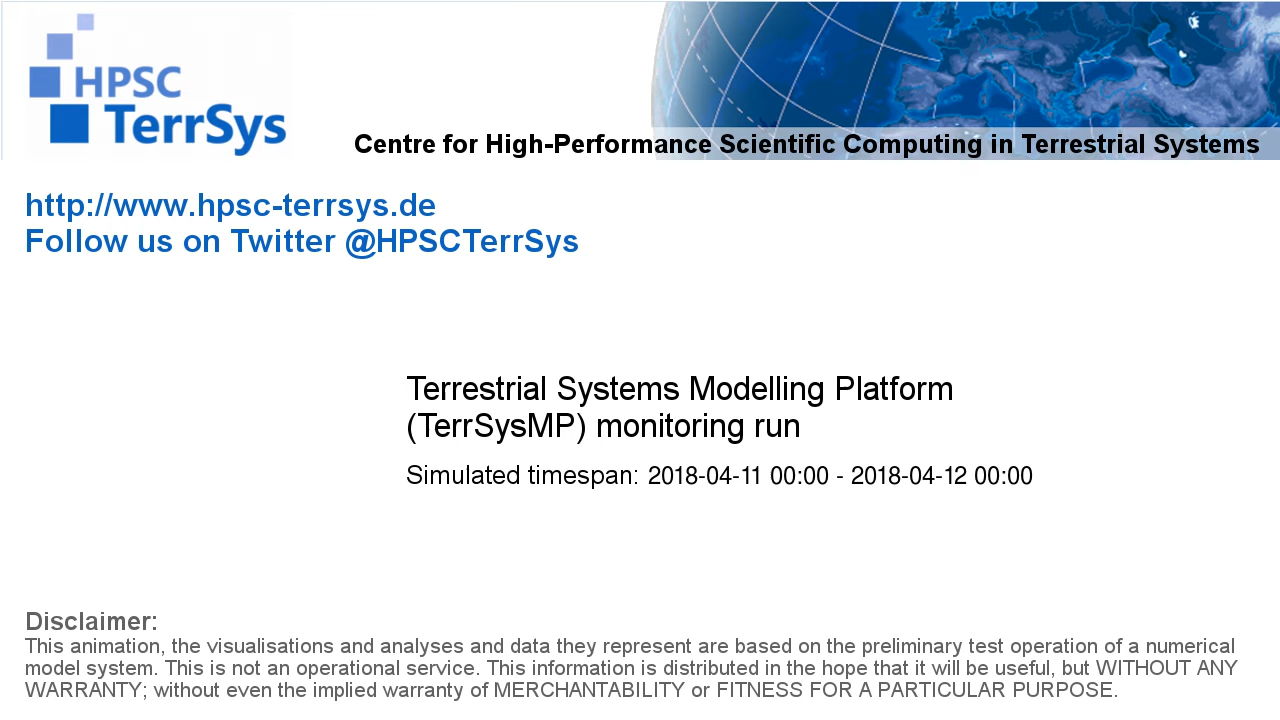 HPSC
TerrSys
Centre for High-Performance Scientific Computing in Terrestrial Systems
http://www.hpsc-terrsys.de
Follow us on Twitter @HPSCTerrSys
Terrestrial Systems Modelling Platform
(TerrSysMP) monitoring run
Simulated timespan: 2018-04-11 00:00 - 2018-04-12 00:00
Disclaimer:
This animation, the visualisations and analyses and data they represent are based on the preliminary test operation of a numerical
model system. This is not an operational service. This information is distributed in the hope that it will be useful, but WITHOUT ANY
WARRANTY; without even the implied warranty of MERCHANTABILITY or FITNESS FOR A PARTICULAR PURPOSE.